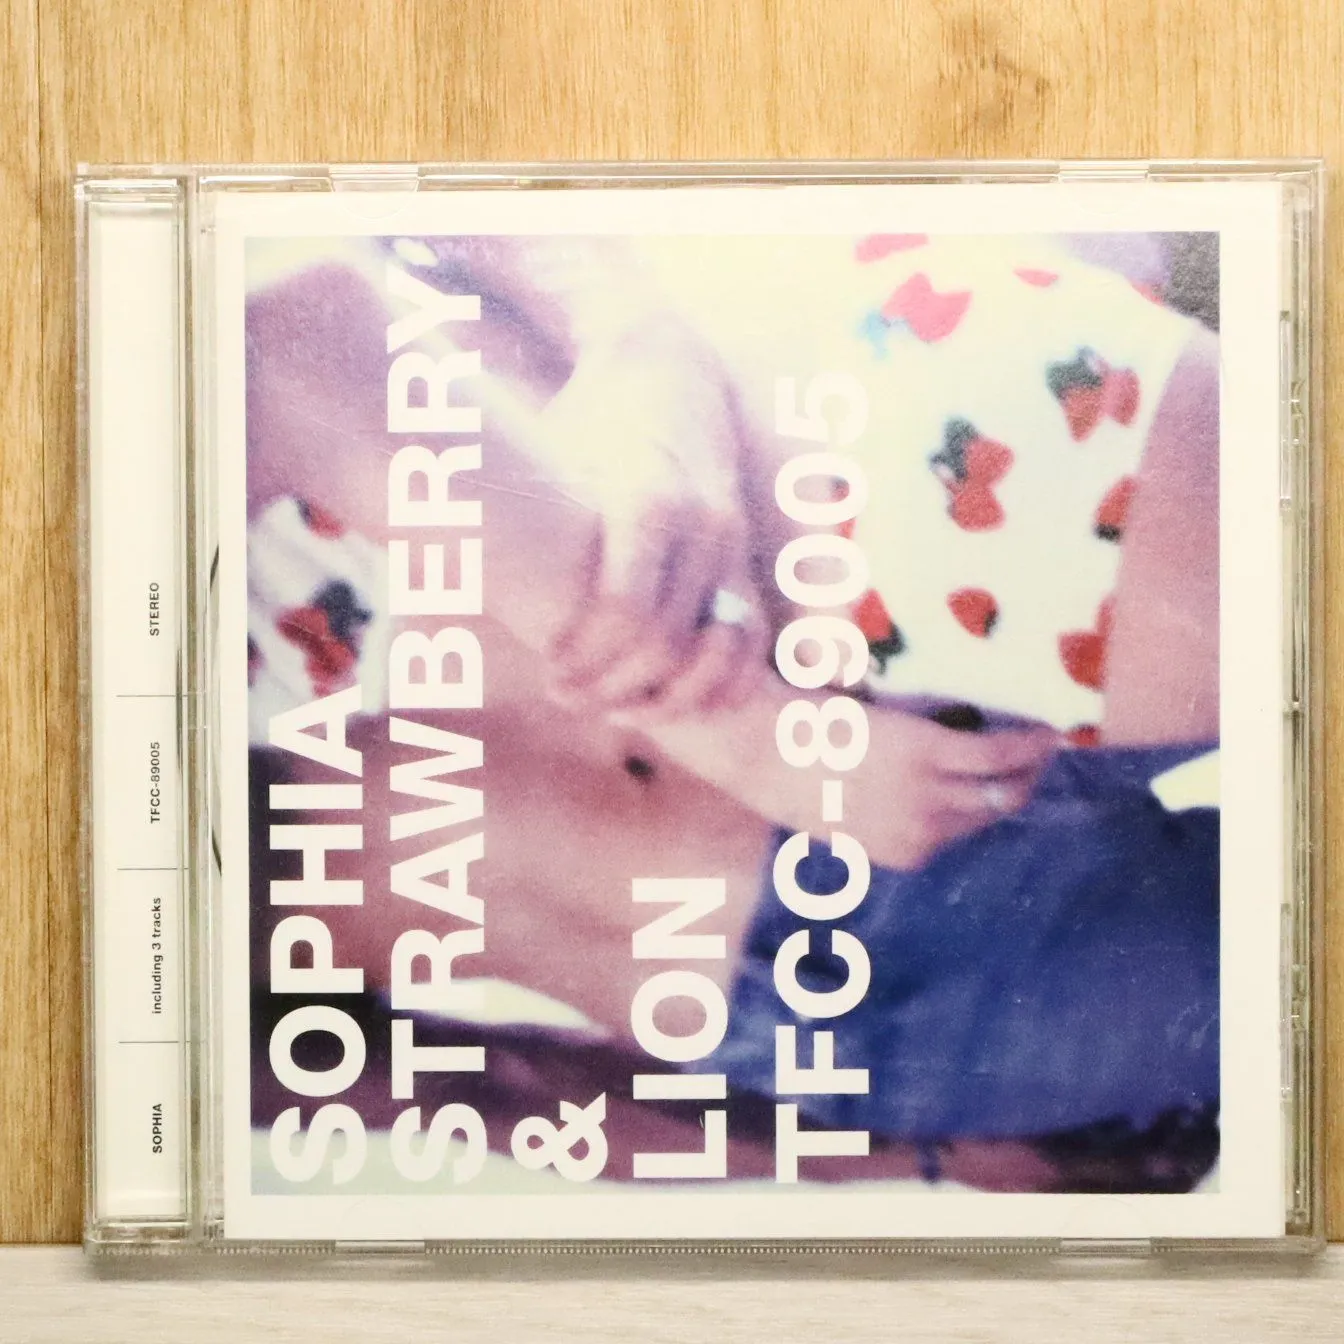 STEREO
TFCC-89005
including 3 tracks
SOPHIA
SOPHIA
STRAWBERRY
&
LION
TFCC-89005